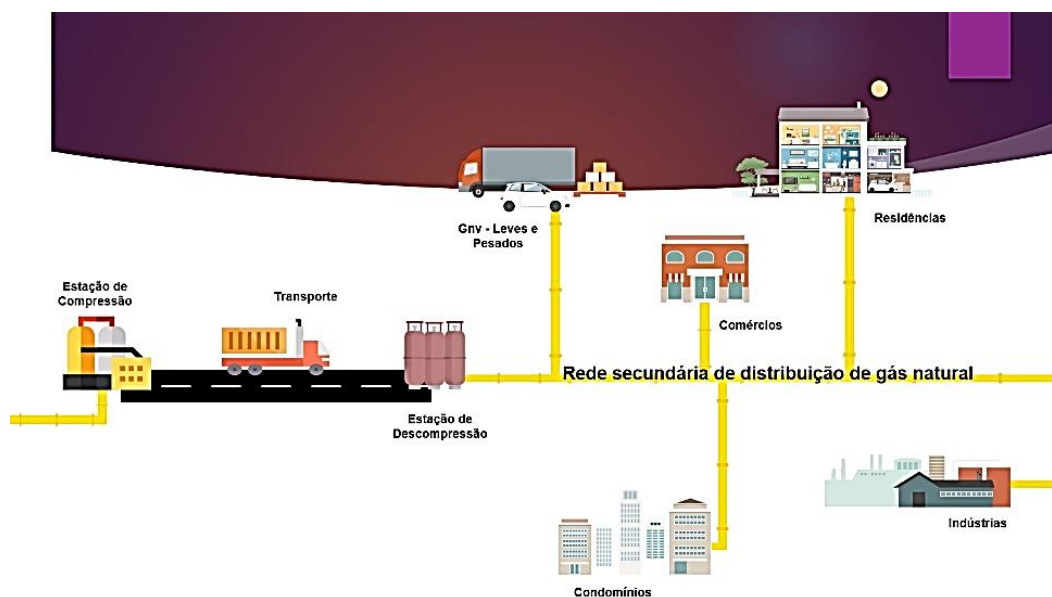 Gnv - Leves e
Pesados
Residências
Estação de
Compressão
Transporte
Comércios
Rede secundária de distribuição de gás natural
Estação de
Descompressão
Indústrias
Condomínios